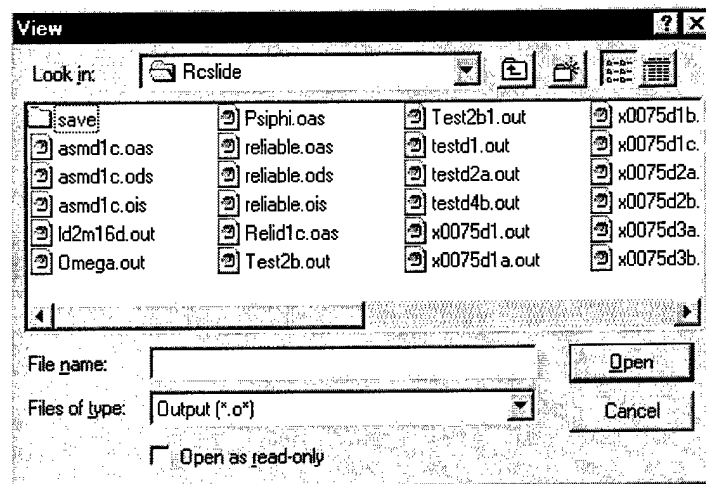 View
Look in: Rcslide
save Psiphi.oas Test2b1.out x0075d1b.
asmd1c.oas reliable.oas testd1.out x0075d1c.
asmd1c.ods reliable.ods testd2a.out x0075d2a.
asmd1c.ois reliable.ois testd4b.out x0075d2b.
ld2m16d.out Relid1c.oas x0075d1.out x0075d3a.
Omega.out Test2b.out x0075d1a.out x0075d3b.
File name: Open
Files of type: Output (*.o*) Cancel
Open as read-only